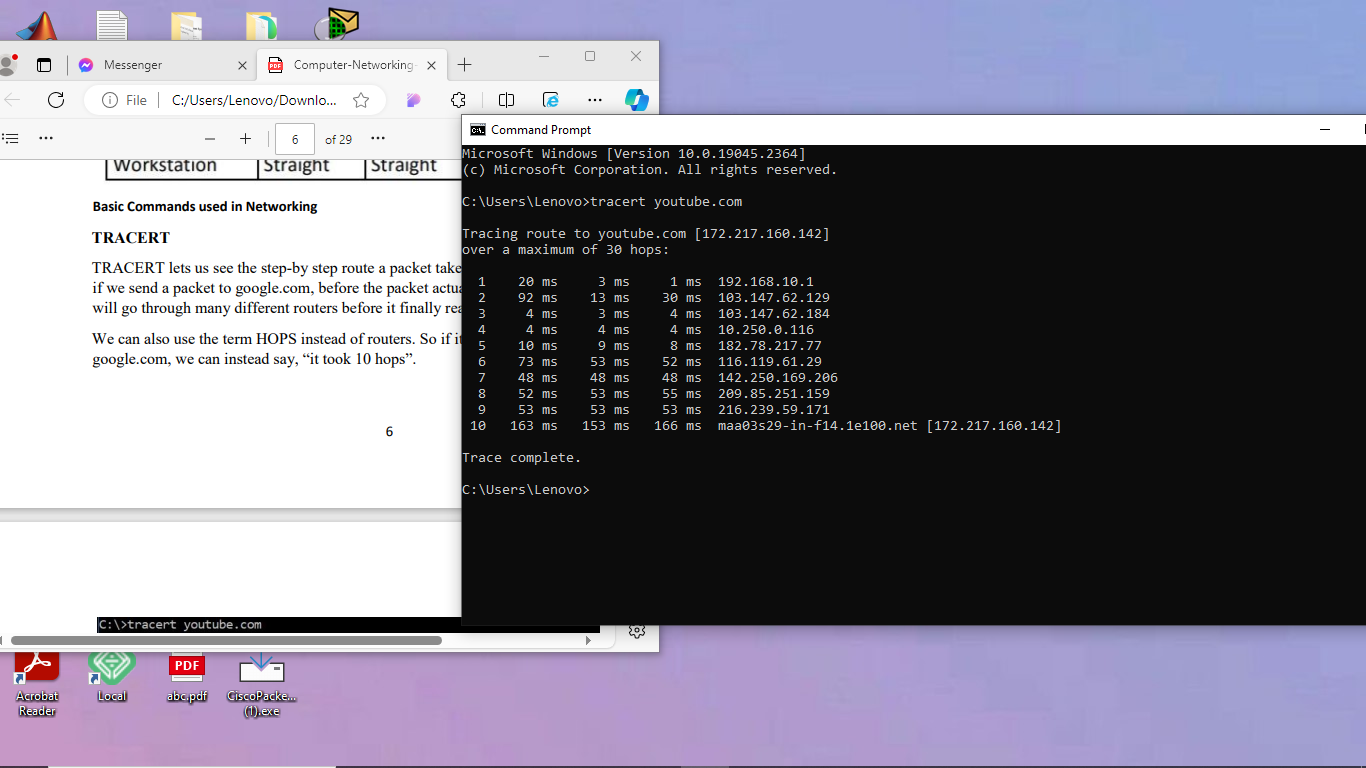 Messenger
Computer-Networking-
File
C:/Users/Lenovo/Downlo...
6
of 29
Workstation Straight Straight
Basic Commands used in Networking
TRACERT
TRACERT lets us see the step-by step route a packet take
if we send a packet to google.com, before the packet actua
will go through many different routers before it finally rea
We can also use the term HOPS instead of routers. So if it
google.com, we can instead say, “it took 10 hops”.
6
C:\>tracert youtube.com
Command Prompt
Microsoft Windows [Version 10.0.19045.2364]
(c) Microsoft Corporation. All rights reserved.
C:\Users\Lenovo>tracert youtube.com
Tracing route to youtube.com [172.217.160.142]
over a maximum of 30 hops:
1 20 ms 3 ms 1 ms 192.168.10.1
2 92 ms 13 ms 30 ms 103.147.62.129
3 4 ms 3 ms 4 ms 103.147.62.184
4 4 ms 4 ms 4 ms 10.250.0.116
5 10 ms 9 ms 8 ms 182.78.217.77
6 73 ms 53 ms 52 ms 116.119.61.29
7 48 ms 48 ms 48 ms 142.250.169.206
8 52 ms 53 ms 55 ms 209.85.251.159
9 53 ms 53 ms 53 ms 216.239.59.171
10 163 ms 153 ms 166 ms maa03s29-in-f14.1e100.net [172.217.160.142]
Trace complete.
C:\Users\Lenovo>
PDF
Acrobat
Reader
Local
abc.pdf
CiscoPacke...
(1).exe